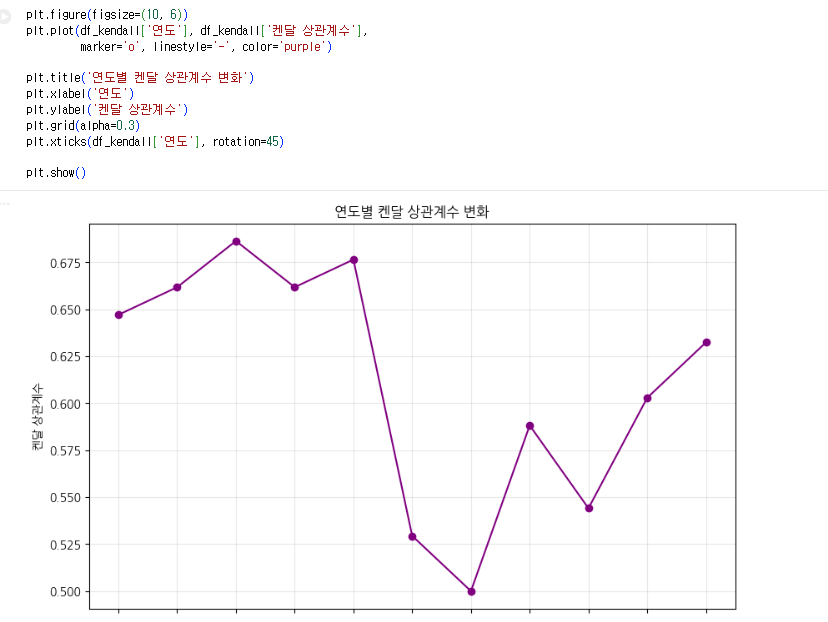 plt.figure(figsize=(10, 6))
plt.plot(df_kendall['연도'], df_kendall['켄달 상관계수'],
marker='o', linestyle='-', color='purple')
plt.title('연도별 켄달 상관계수 변화')
plt.xlabel('연도')
plt.ylabel('켄달 상관계수')
plt.grid(alpha=0.3)
plt.xticks(df_kendall['연도'], rotation=45)
plt.show()
연도별 켄달 상관계수 변화
0.675
0.650
0.625
0.600
0.575
0.550
0.525
0.500
켄달 상관계수